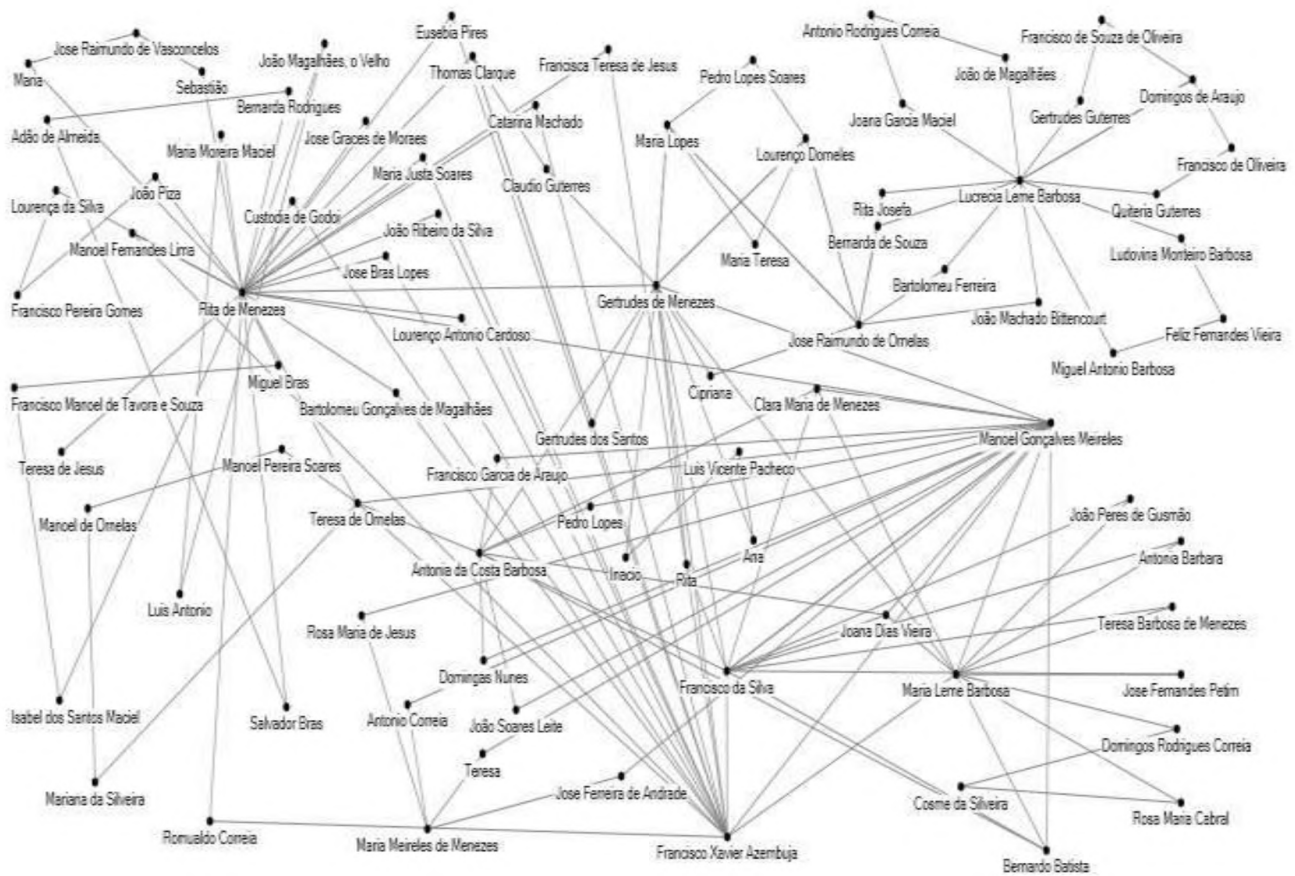 Eusebia Pires
Antonio Rodrigues Correia
Francisco de Souza de Oliveira
Jose Raimundo de Vasconcelos
João Magalhães, o Velho
Thomas Clarque
Francisca Teresa de Jesus
Pedro Lopes Soares
João de Magalhães
Maria
Sebastião
Domingos de Araujo
Bernarda Rodrigues
Catarina Machado
Joana Garcia Maciel
Gertrudes Guterres
Adão de Almeida
Jose Graces de Moraes
Maria Lopes
Maria Moreira Maciel
Lourenço Dorneles
Francisco de Oliveira
Maria Justa Soares
Claudio Guterres
João Piza
Lucrecia Leme Barbosa
Lourença da Silva
Custodia de Godoi
Rita Josefa
Quiteria Guterres
João Ribeiro da Silva
Bernarda de Souza
Manoel Fernandes Lima
Ludovina Monteiro Barbosa
Maria Teresa
Jose Bras Lopes
Bartolomeu Ferreira
Francisco Pereira Gomes
Rita de Menezes
Gertrudes de Menezes
João Machado Bittencourt
Lourenço Antonio Cardoso
Feliz Fernandes Vieira
Jose Raimundo de Ornelas
Miguel Antonio Barbosa
Miguel Bras
Cipriana
Francisco Manoel de Tavora e Souza
Bartolomeu Gonçalves de Magalhães
Clara Maria de Menezes
Gertrudes dos Santos
Manoel Gonçalves Meireles
Teresa de Jesus
Manoel Pereira Soares
Francisco Garcia de Araujo
Luis Vicente Pacheco
Manoel de Ornelas
Teresa de Ornelas
Pedro Lopes
João Peres de Gusmão
Ana
Antonia Barbara
Antonia da Costa Barbosa
Inacio
Rita
Luis Antonio
Rosa Maria de Jesus
Joana Dias Vieira
Teresa Barbosa de Menezes
Domingas Nunes
Francisco da Silva
Maria Leme Barbosa
Jose Fernandes Petim
Isabel dos Santos Maciel
Salvador Bras
Antonio Correia
João Soares Leite
Domingos Rodrigues Correia
Teresa
Mariana da Silveira
Jose Ferreira de Andrade
Cosme da Silveira
Rosa Maria Cabral
Romualdo Correia
Maria Meireles de Menezes
Francisco Xavier Azembuja
Bernardo Batista